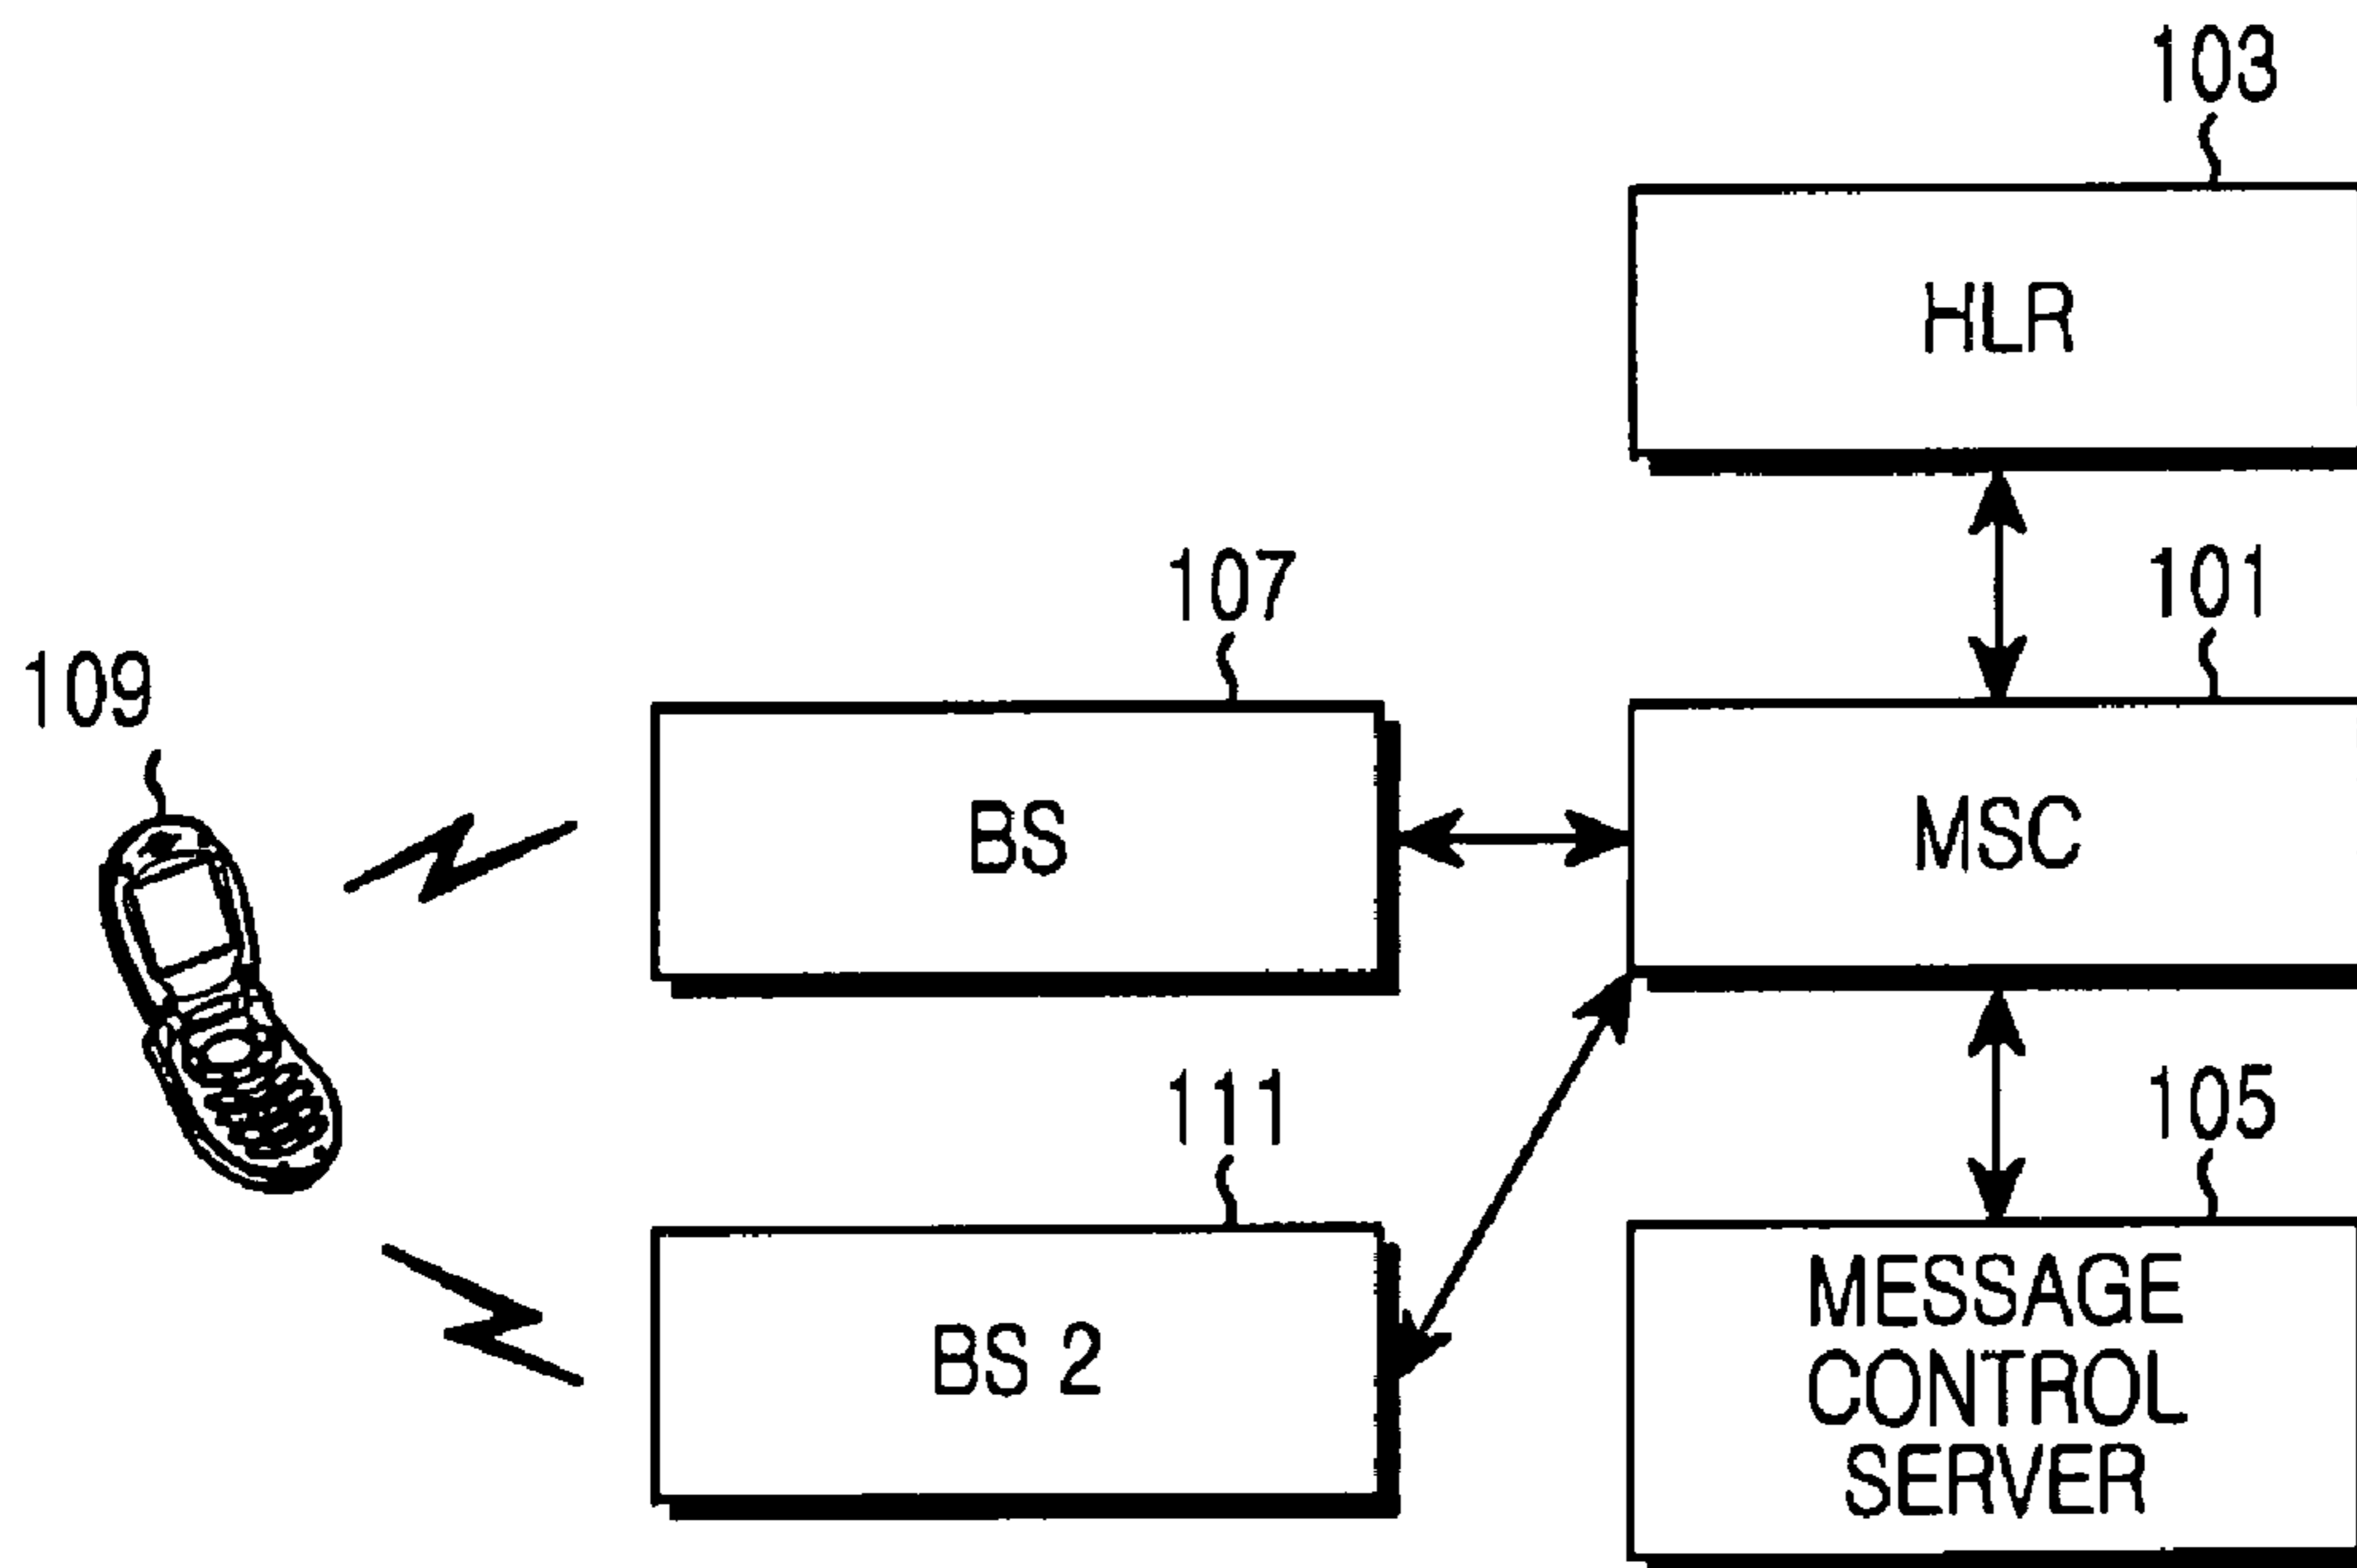 103
HLR
107
101
109
BS
MSC
111
105
BS 2
MESSAGE
CONTROL
SERVER